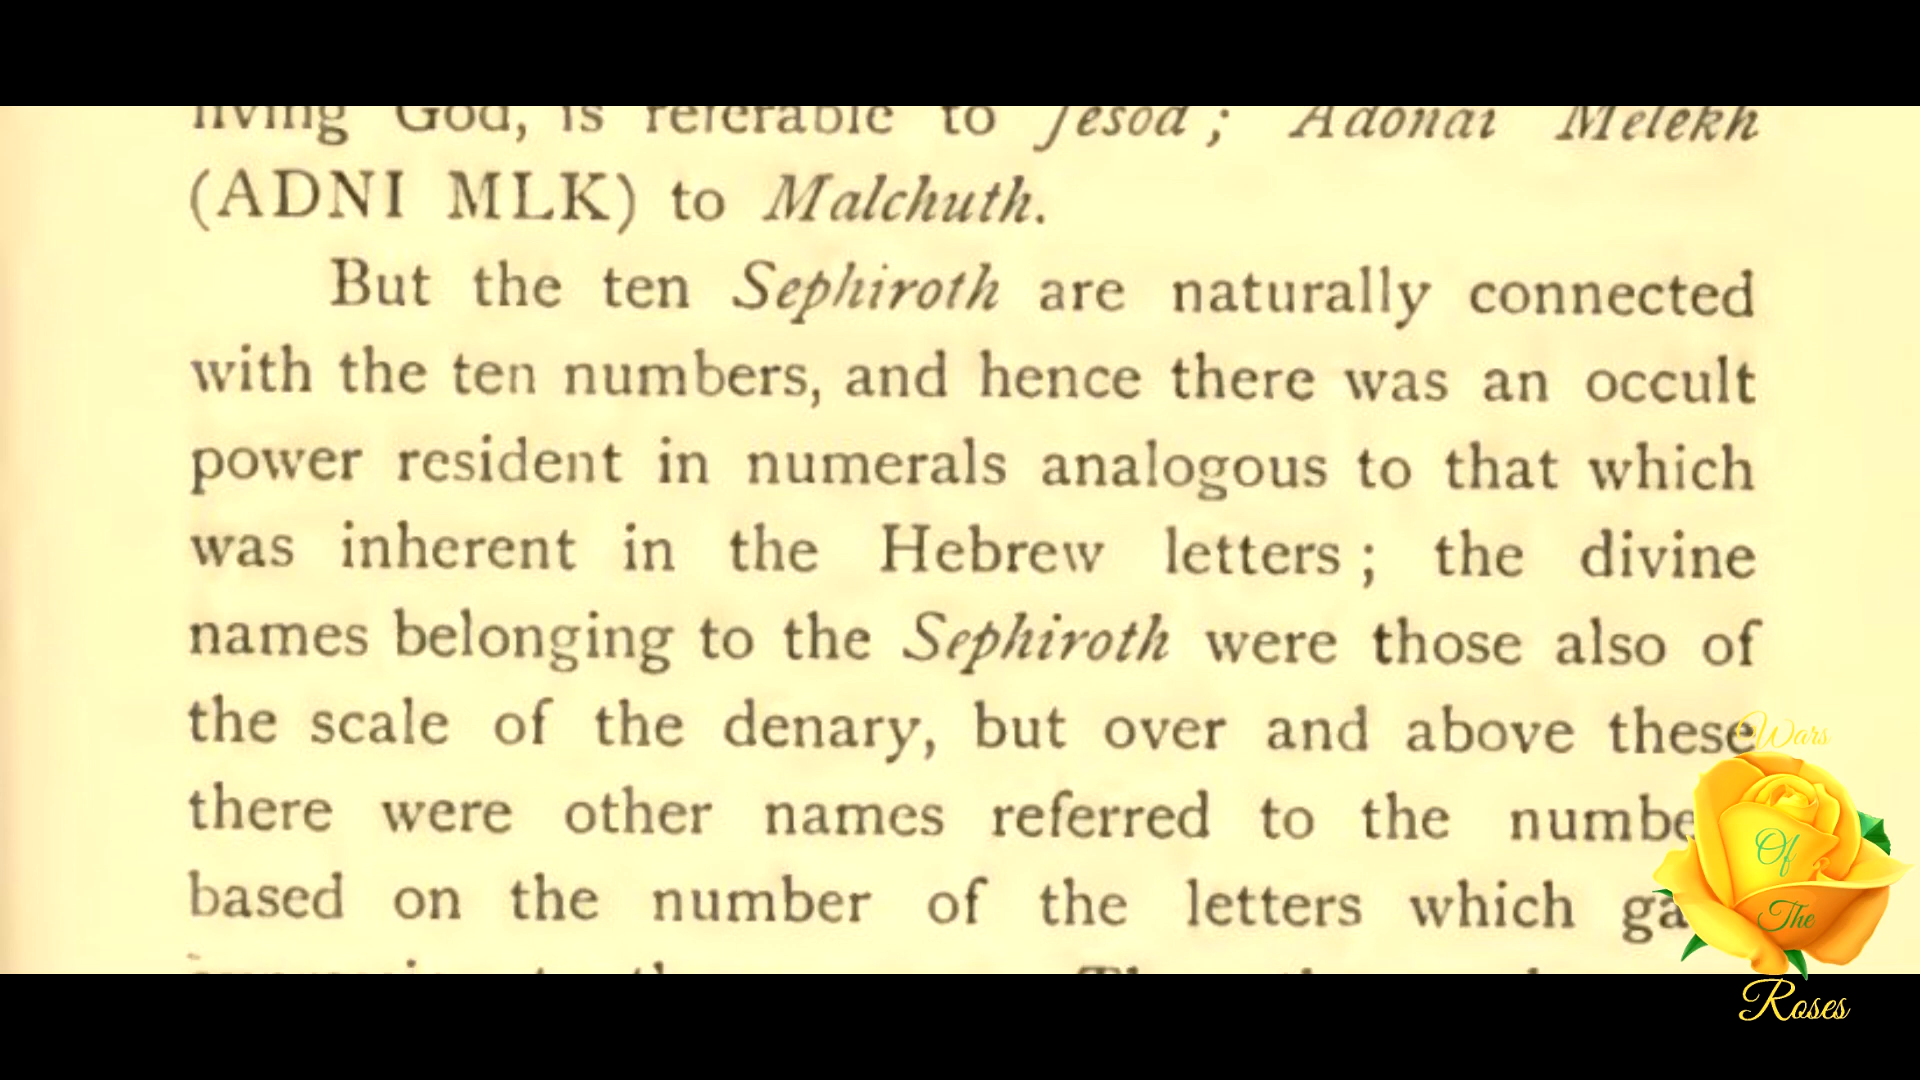 living God, is referable to Jesod; Adonai Melekh
(ADNI MLK) to Malchuth.
But the ten Sephiroth are naturally connected
with the ten numbers, and hence there was an occult
power resident in numerals analogous to that which
was inherent in the Hebrew letters; the divine
names belonging to the Sephiroth were those also of
the scale of the denary, but over and above these
there were other names referred to the
based on the number of the letters which
Wars
Of
The
Roses